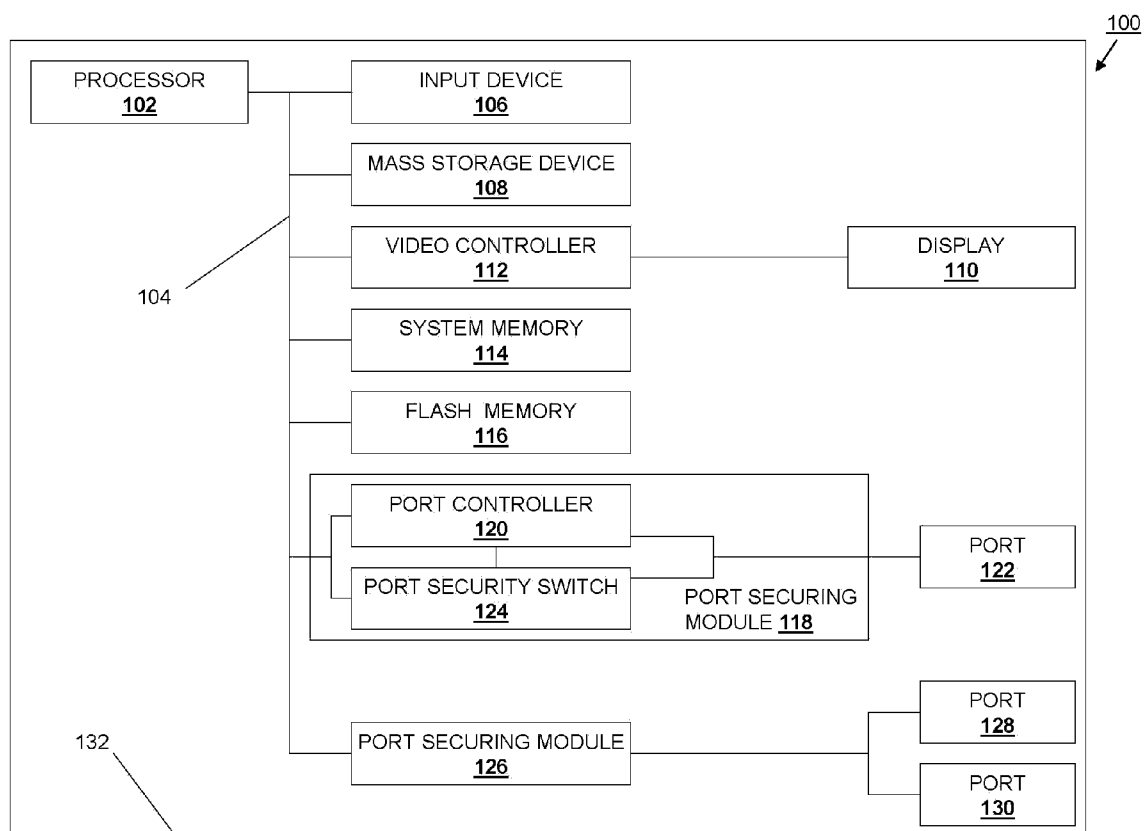 100
PROCESSOR
102
INPUT DEVICE
106
MASS STORAGE DEVICE
108
VIDEO CONTROLLER
112
DISPLAY
110
104
SYSTEM MEMORY
114
FLASH MEMORY
116
PORT CONTROLLER
120
PORT SECURITY SWITCH
124
PORT SECURING
MODULE 118
PORT
122
132
PORT SECURING MODULE
126
PORT
128
PORT
130